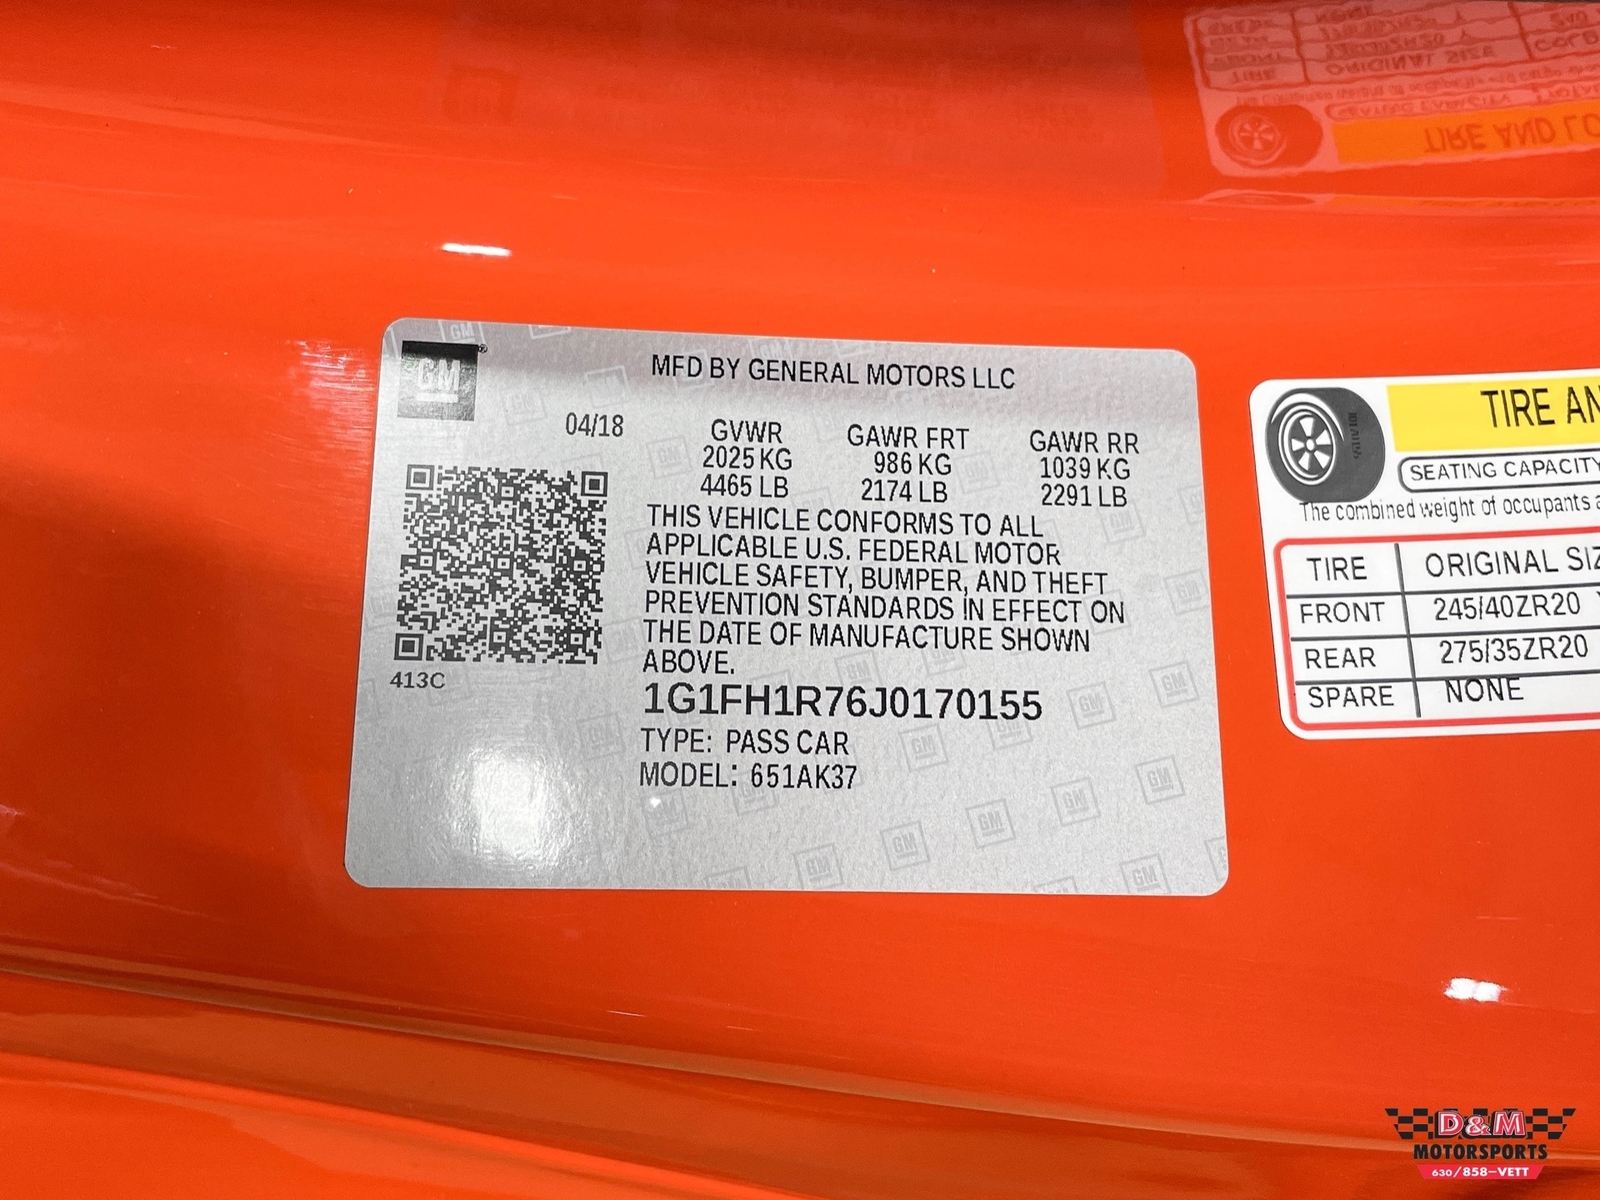 GM
MFD BY GENERAL MOTORS LLC
04/18
GVWR GAWR FRT GAWR RR
2025 KG 986 KG 1039 KG
4465 LB 2174 LB 2291 LB
THIS VEHICLE CONFORMS TO ALL
APPLICABLE U.S. FEDERAL MOTOR
VEHICLE SAFETY, BUMPER, AND THEFT
PREVENTION STANDARDS IN EFFECT ON
THE DATE OF MANUFACTURE SHOWN
ABOVE.
413C
1G1FH1R76J0170155
TYPE: PASS CAR
MODEL: 651AK37
TIRE AN
SEATING CAPACITY
The combined weight of occupants a
TIRE ORIGINAL SIZ
FRONT 245/40ZR20 Y
REAR 275/35ZR20
SPARE NONE
D&M
MOTORSPORTS
630/858-VETT